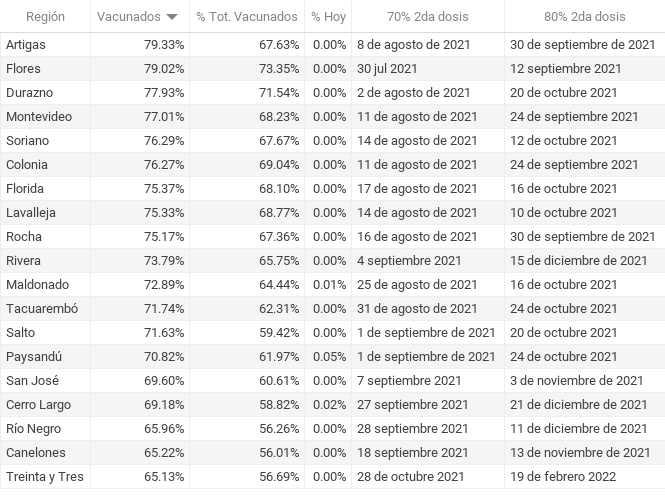 Región Vacunados % Tot. Vacunados % Hoy 70% 2da dosis 80% 2da dosis
Artigas 79.33% 67.63% 0.00% 8 de agosto de 2021 30 de septiembre de 2021
Flores 79.02% 73.35% 0.00% 30 jul 2021 12 septiembre 2021
Durazno 77.93% 71.54% 0.00% 2 de agosto de 2021 20 de octubre 2021
Montevideo 77.01% 68.23% 0.00% 11 de agosto de 2021 24 de septiembre 2021
Soriano 76.29% 67.67% 0.00% 14 de agosto de 2021 12 de octubre 2021
Colonia 76.27% 69.04% 0.00% 11 de agosto de 2021 24 de septiembre 2021
Florida 75.37% 68.10% 0.00% 17 de agosto de 2021 16 de octubre 2021
Lavalleja 75.33% 68.77% 0.00% 14 de agosto de 2021 10 de octubre 2021
Rocha 75.17% 67.36% 0.00% 16 de agosto de 2021 30 de septiembre de 2021
Rivera 73.79% 65.75% 0.00% 4 septiembre 2021 15 de diciembre de 2021
Maldonado 72.89% 64.44% 0.01% 25 de agosto de 2021 16 de octubre 2021
Tacuarembó 71.74% 62.31% 0.00% 31 de agosto de 2021 24 de octubre 2021
Salto 71.63% 59.42% 0.00% 1 de septiembre de 2021 20 de octubre 2021
Paysandú 70.82% 61.97% 0.05% 1 de septiembre de 2021 24 de octubre 2021
San José 69.60% 60.61% 0.00% 7 septiembre 2021 3 de noviembre de 2021
Cerro Largo 69.18% 58.82% 0.02% 27 septiembre 2021 21 de diciembre de 2021
Río Negro 65.96% 56.26% 0.00% 28 septiembre 2021 11 de diciembre de 2021
Canelones 65.22% 56.01% 0.00% 18 septiembre 2021 13 de noviembre de 2021
Treinta y Tres 65.13% 56.69% 0.00% 28 de octubre 2021 19 de febrero 2022